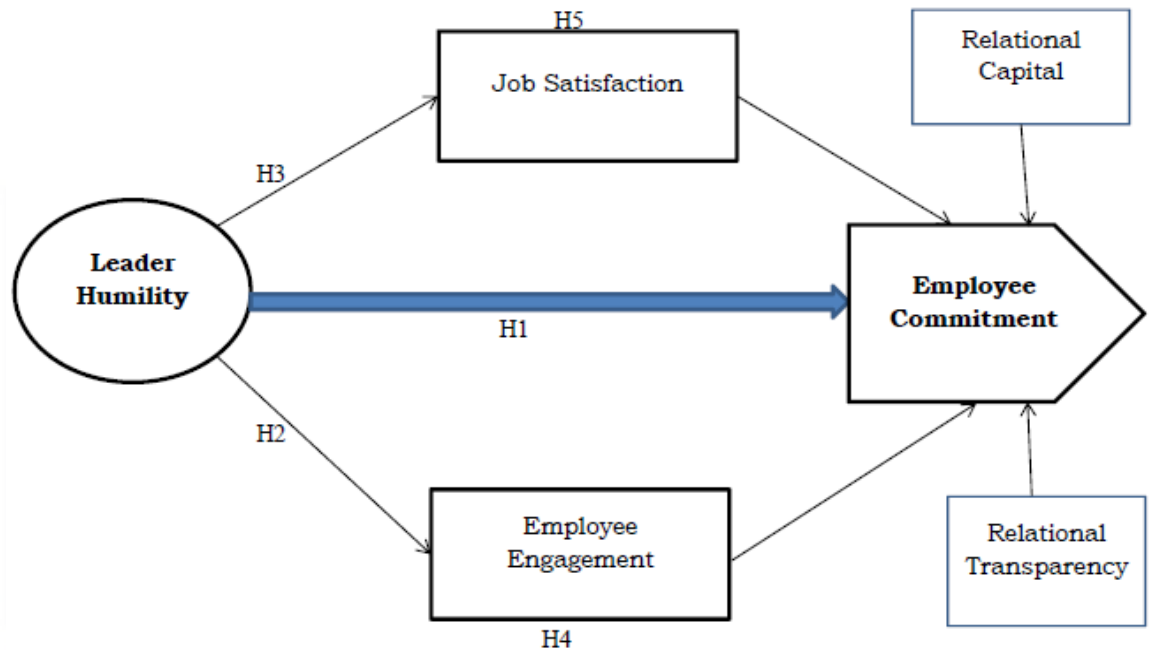 H5
Job Satisfaction
Relational
Capital
H3
Leader
Humility
H1
Employee
Commitment
H2
Employee
Engagement
H4
Relational
Transparency